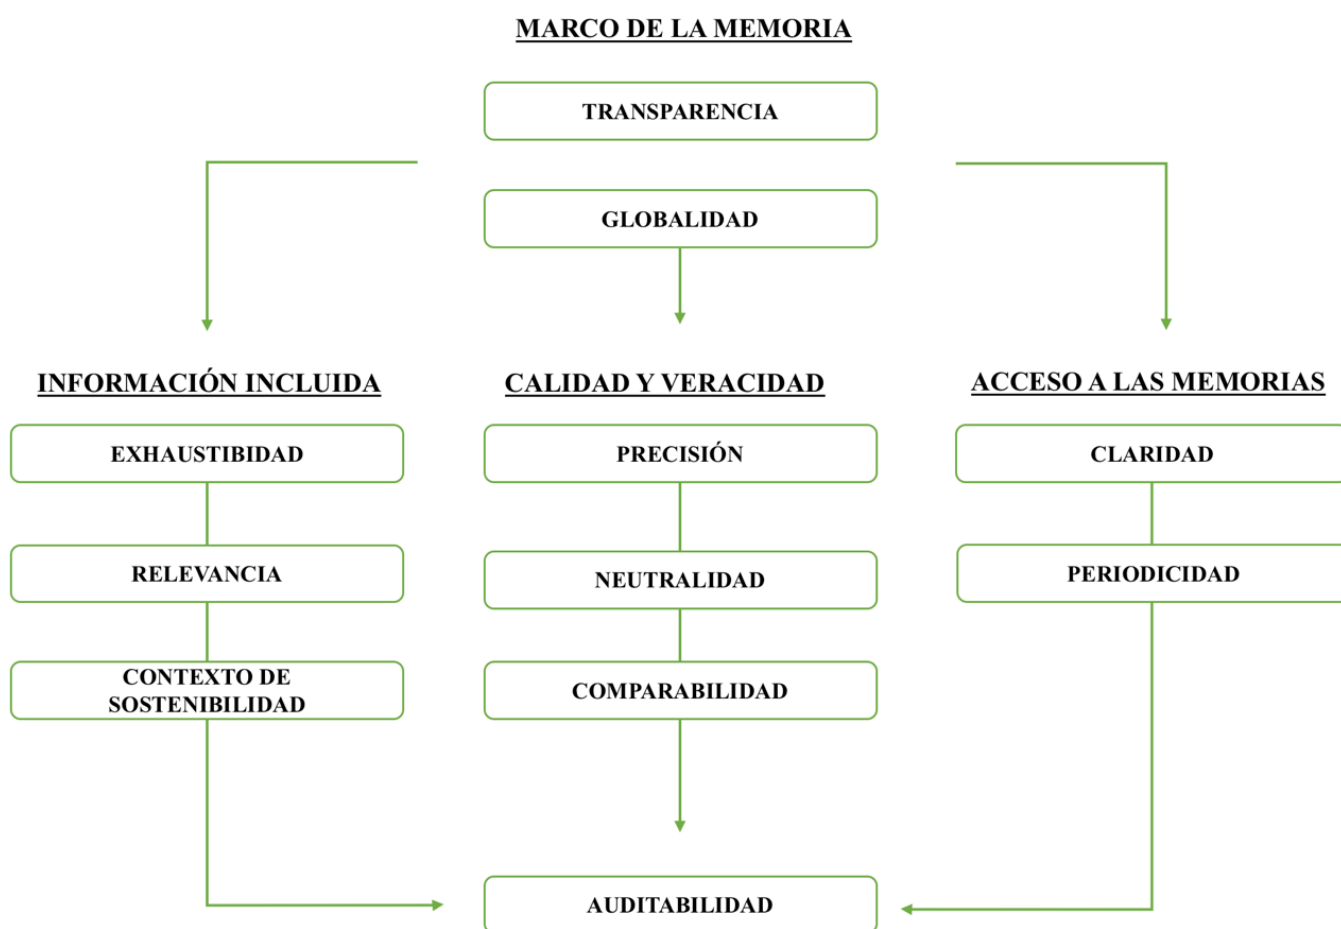 MARCO DE LA MEMORIA
TRANSPARENCIA
GLOBALIDAD
INFORMACIÓN INCLUIDA
EXHAUSTIBIDAD
RELEVANCIA
CONTEXTO DE
SOSTENIBILIDAD
CALIDAD Y VERACIDAD
PRECISIÓN
NEUTRALIDAD
COMPARABILIDAD
ACCESO A LAS MEMORIAS
CLARIDAD
PERIODICIDAD
AUDITABILIDAD